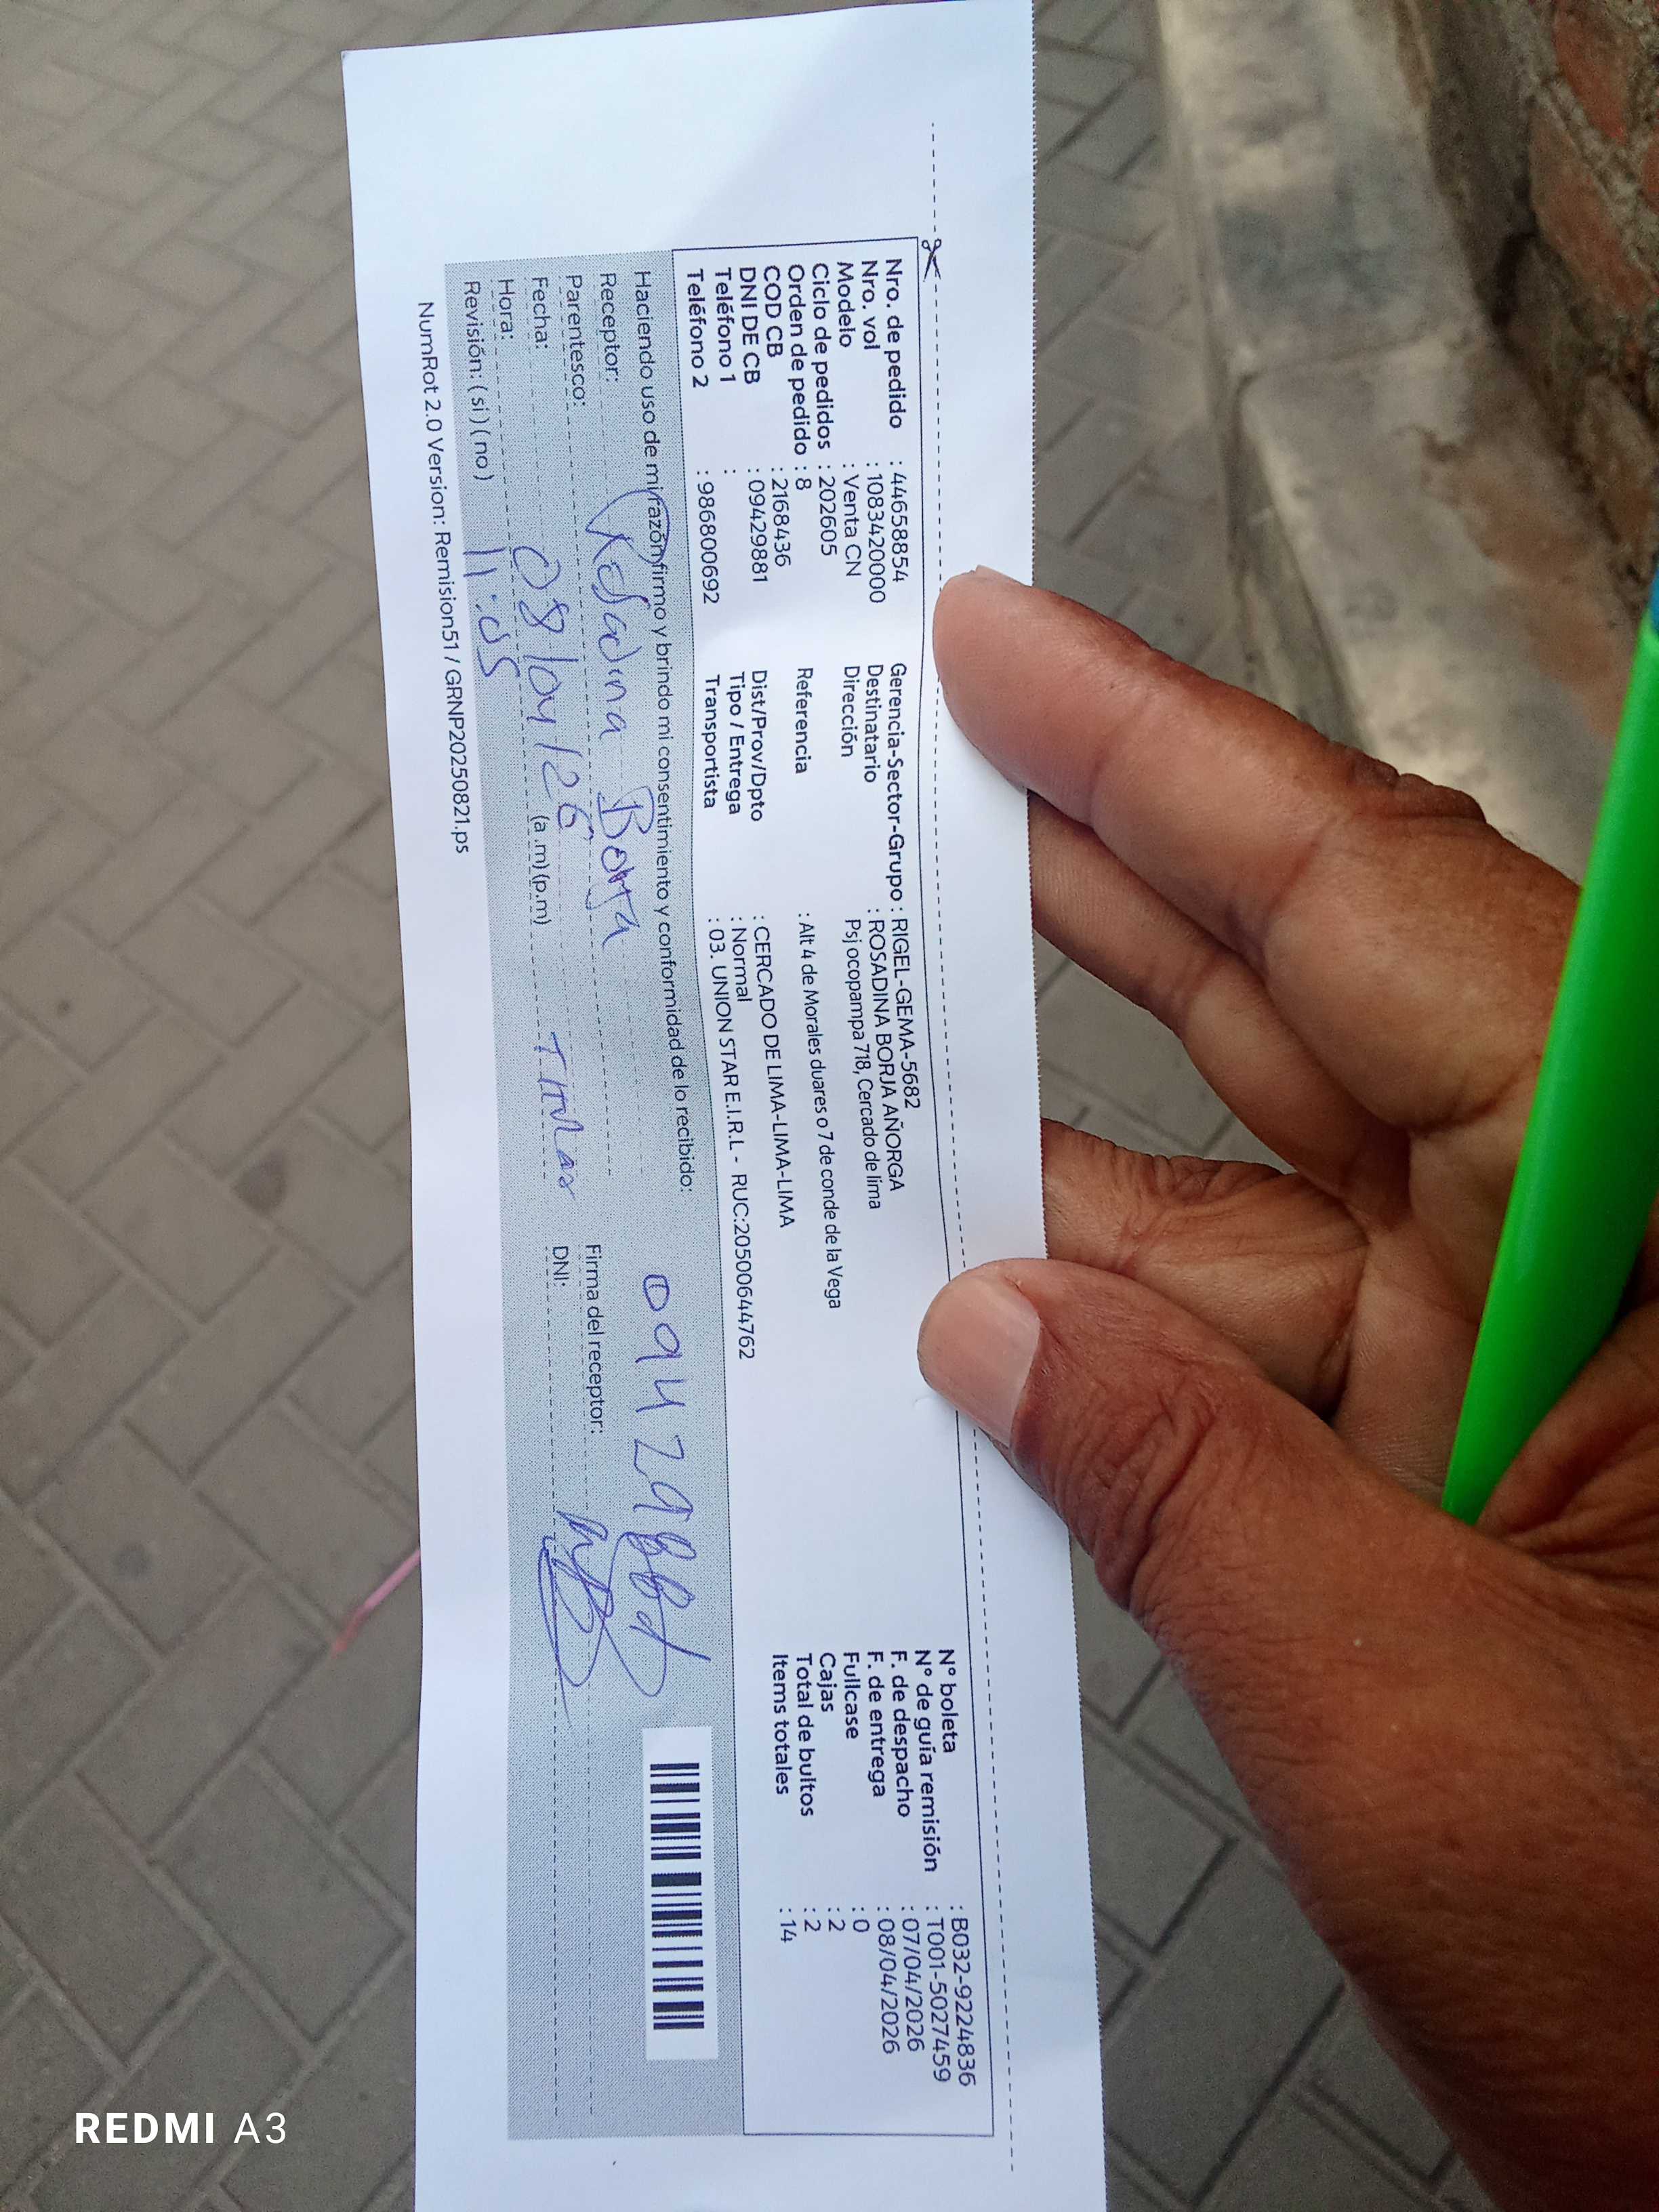 Nro. de pedido : 44658854
Nro. vol : 1083420000
Modelo : Venta CN
Ciclo de pedidos : 202605
Orden de pedido : 8
COD CB : 2168436
DNI DE CB : 09429881
Teléfono 1 :
Teléfono 2 : 986800692
Gerencia-Sector-Grupo : RIGEL-GEMA-5682
Destinatario : ROSADINA BORJA AÑORGA
Dirección Psj ocopampa 718, Cercado de lima
Referencia : Alt 4 de Morales duares o 7 de conde de la Vega
Dist/Prov/Dpto : CERCADO DE LIMA-LIMA-LIMA
Tipo / Entrega : Normal
Transportista : 03. UNION STAR E.I.R.L - RUC:20500644762
N° boleta : B032-9224836
N° de guía remisión : T001-5027459
F. de despacho : 07/04/2026
F. de entrega : 08/04/2026
Fullcase : 0
Cajas : 2
Total de bultos : 2
Items totales : 14
Haciendo uso de mi razón firmo y brindo mi consentimiento y conformidad de lo recibido:
Receptor: Rosadina Borja
Parentesco:
Fecha: 08/04/26
Hora: 11:05 (a .m) (p.m)
Revisión: ( si ) ( no )
Firma del receptor:
DNI:
NumRot 2.0 Version: Remision51 / GRNP20250821.ps
REDMI A3